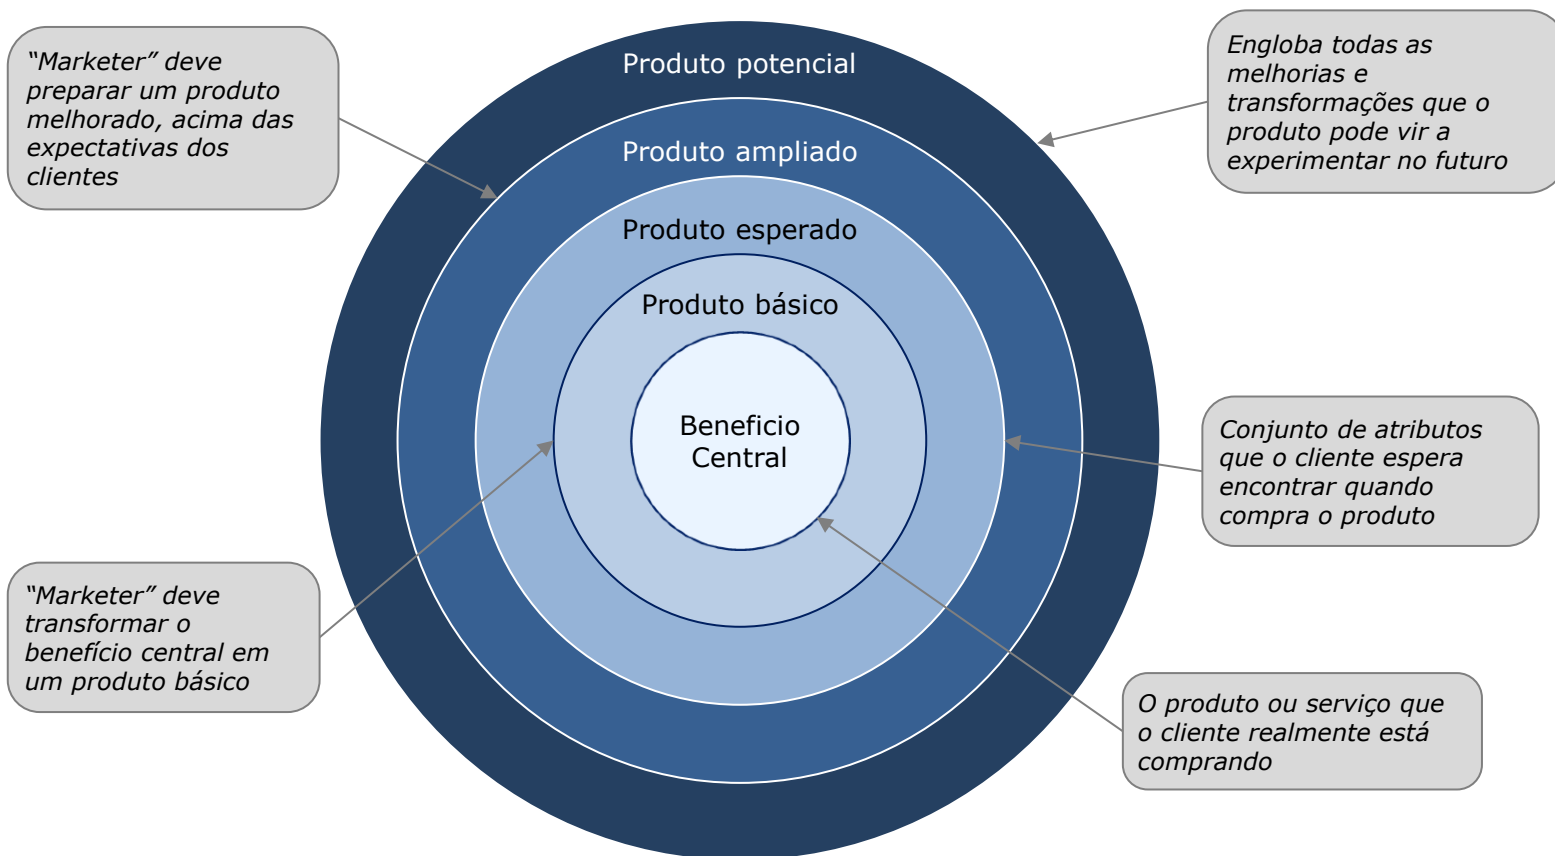 “Marketer” deve
preparar um produto
melhorado, acima das
expectativas dos
clientes
Produto potencial
Engloba todas as
melhorias e
transformações que o
produto pode vir a
experimentar no futuro
Produto ampliado
Produto esperado
Produto básico
Beneficio
Central
Conjunto de atributos
que o cliente espera
encontrar quando
compra o produto
“Marketer” deve
transformar o
benefício central em
um produto básico
O produto ou serviço que
o cliente realmente está
comprando